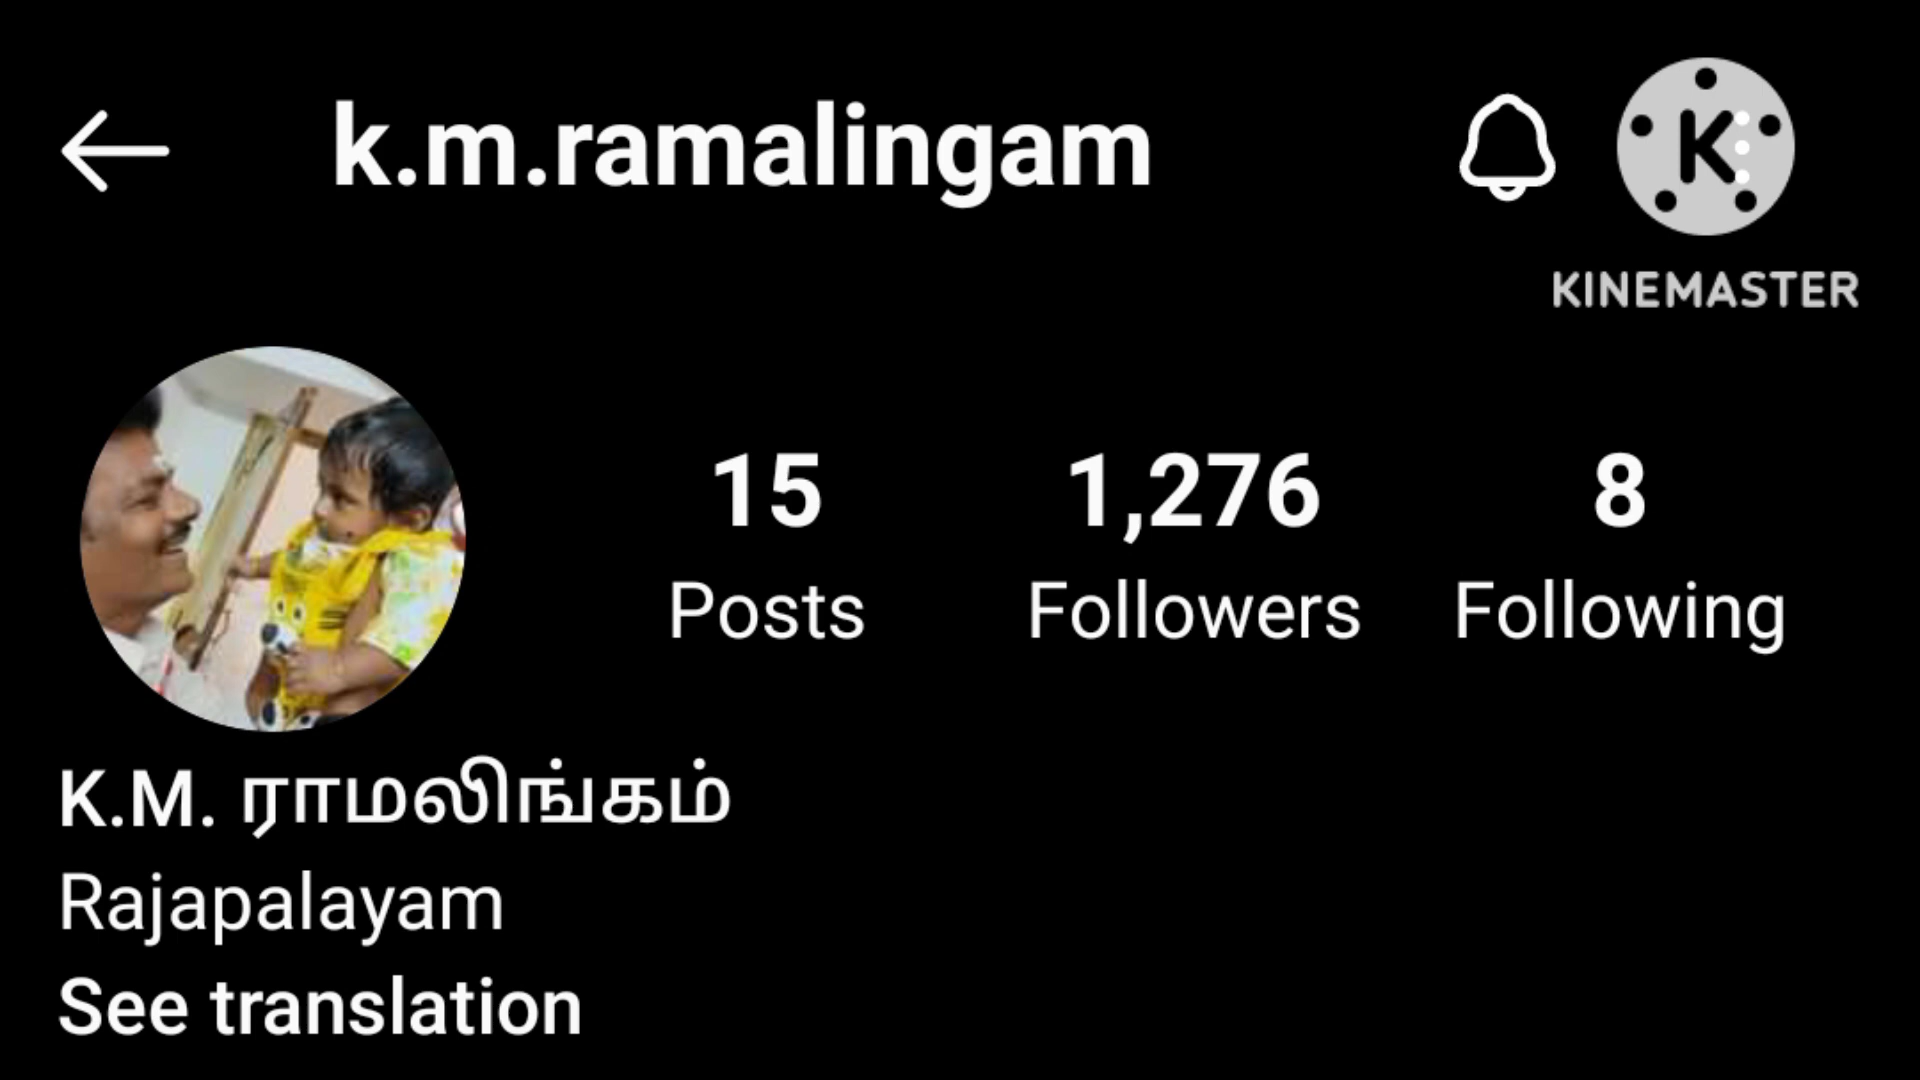 k.m.ramalingam
K
KINEMASTER
15 1,276 8
Posts Followers Following
K.M. ராமலிங்கம்
Rajapalayam
See translation